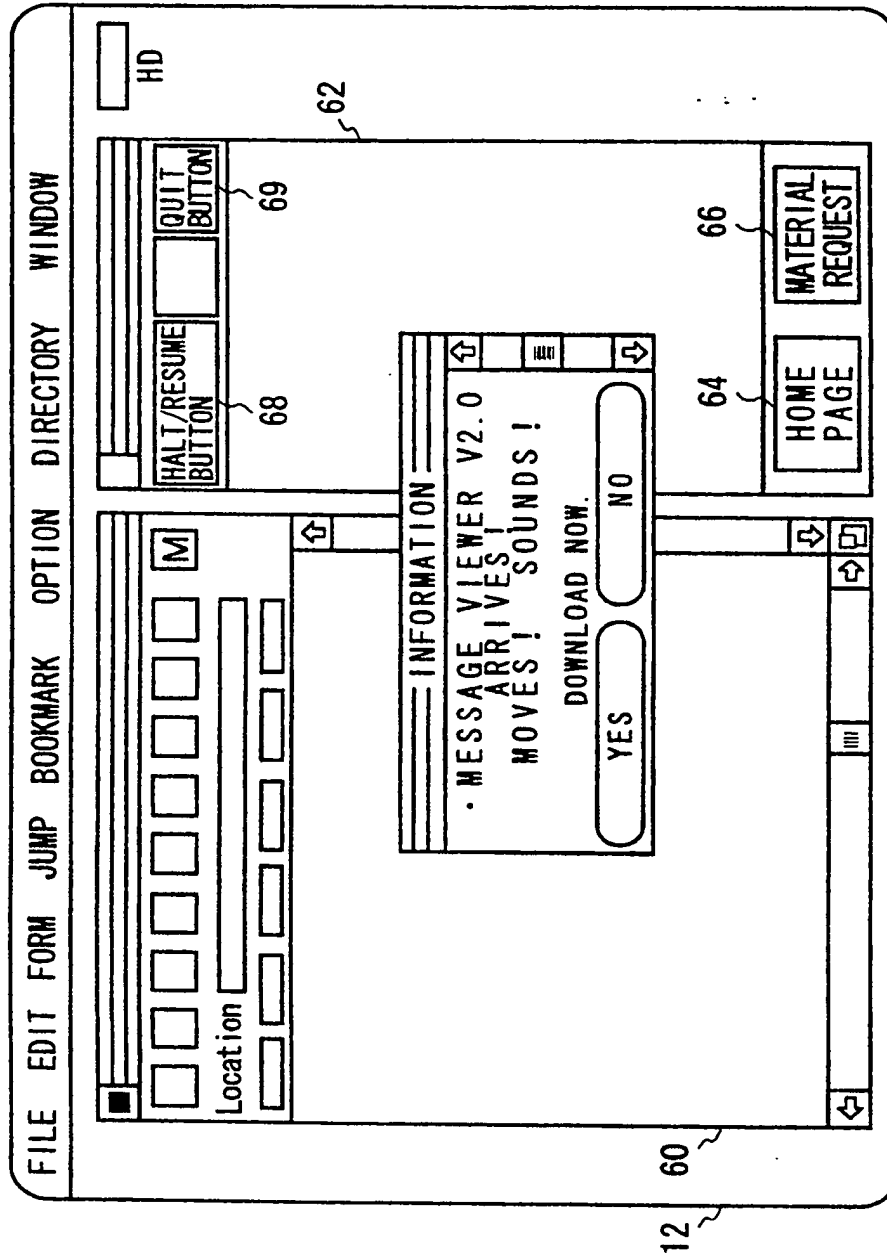 FILE EDIT FORM JUMP BOOKMARK OPTION DIRECTORY WINDOW
HD
M
Location
HALT/RESUME
BUTTON
QUIT
BUTTON
68
69
62
INFORMATION
· MESSAGE VIEWER V2.0
ARRIVES!
MOVES! SOUNDS!
DOWNLOAD NOW.
YES
NO
64
66
HOME
PAGE
MATERIAL
REQUEST
60
12